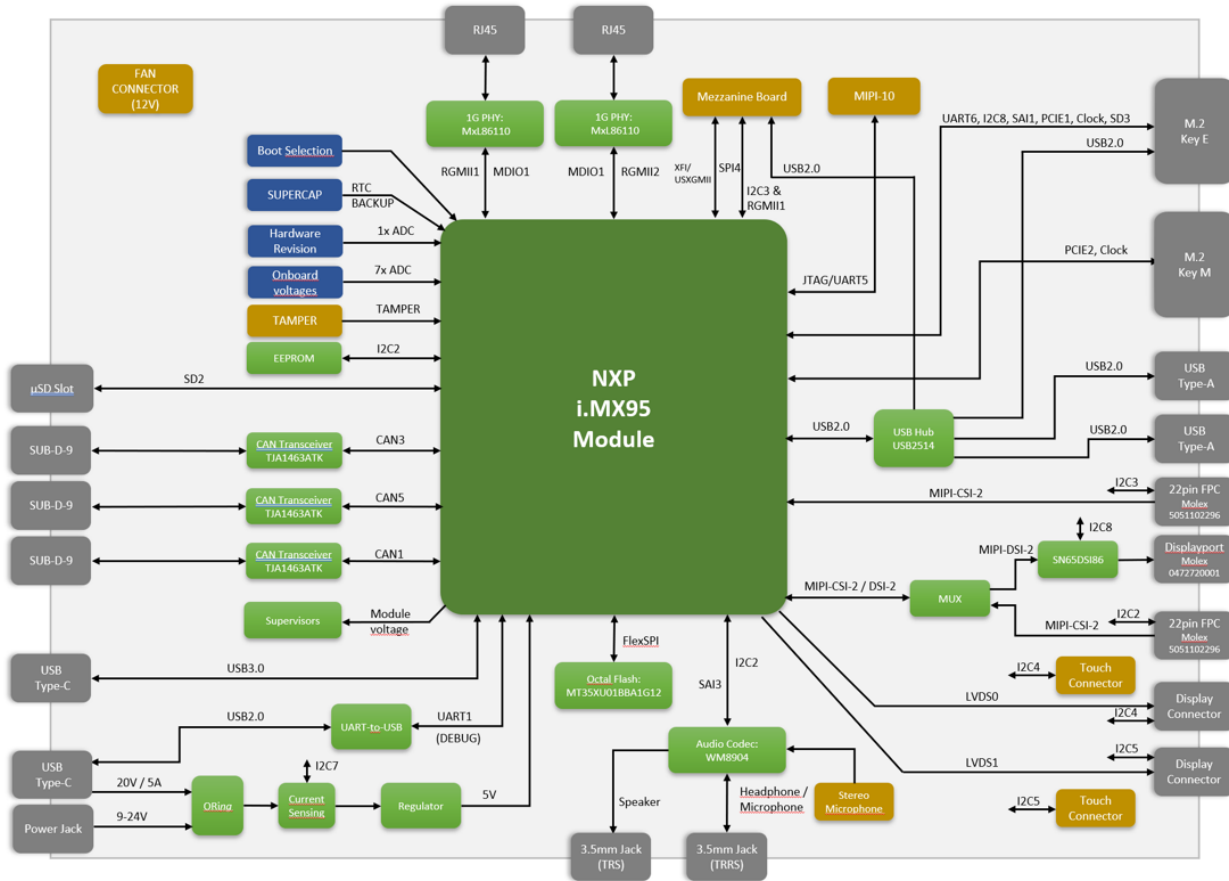 RJ45
RJ45
FAN
CONNECTOR
(12V)
1G PHY:
MxL86110
1G PHY:
MxL86110
Mezzanine Board
MIPI-10
UART6, I2C8, SAI1, PCIE1, Clock, SD3
USB2.0
M.2
Key E
Boot Selection
RGMII1
MDIO1
MDIO1
RGMII2
XFI/
USXGMII
SPI4
I2C3 &
RGMII1
USB2.0
SUPERCAP
RTC
BACKUP
Hardware
Revision
1x ADC
Onboard
voltages
7x ADC
TAMPER
TAMPER
EEPROM
I2C2
JTAG/UART5
PCIE2, Clock
M.2
Key M
µSD Slot
SD2
NXP
i.MX95
Module
USB2.0
USB
Type-A
USB2.0
USB Hub
USB2514
USB2.0
USB
Type-A
SUB-D-9
CAN Transceiver
TJA1463ATK
CAN3
SUB-D-9
CAN Transceiver
TJA1463ATK
CAN5
SUB-D-9
CAN Transceiver
TJA1463ATK
CAN1
MIPI-CSI-2
I2C3
22pin FPC
Molex
5051102296
I2C8
MIPI-DSI-2
SN65DSI86
Displayport
Molex
0472720001
MIPI-CSI-2 / DSI-2
MUX
MIPI-CSI-2
I2C2
22pin FPC
Molex
5051102296
Supervisors
Module
voltage
USB
Type-C
USB3.0
FlexSPI
Octal Flash:
MT35XU01BBA1G12
I2C2
SAI3
I2C4
Touch
Connector
LVDS0
I2C4
Display
Connector
USB2.0
UART-to-USB
UART1
(DEBUG)
USB
Type-C
20V / 5A
I2C7
Audio Codec:
WM8904
LVDS1
I2C5
Display
Connector
Power Jack
9-24V
ORing
Current
Sensing
Regulator
5V
Speaker
Headphone /
Microphone
Stereo
Microphone
I2C5
Touch
Connector
3.5mm Jack
(TRS)
3.5mm Jack
(TRRS)